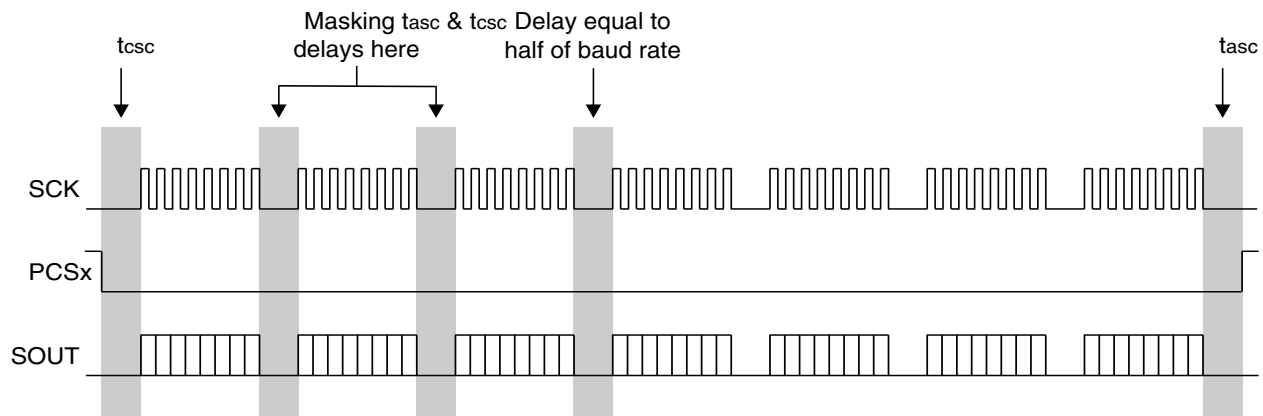 Masking tasc & tcsc
delays here
Delay equal to
half of baud rate
tcsc
tasc
SCK
PCSx
SOUT